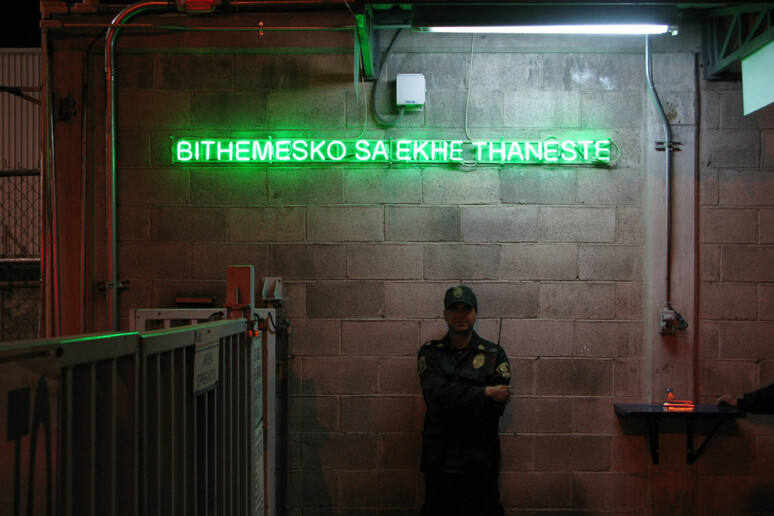 BITHEMESKO SA EKHE THANESTE